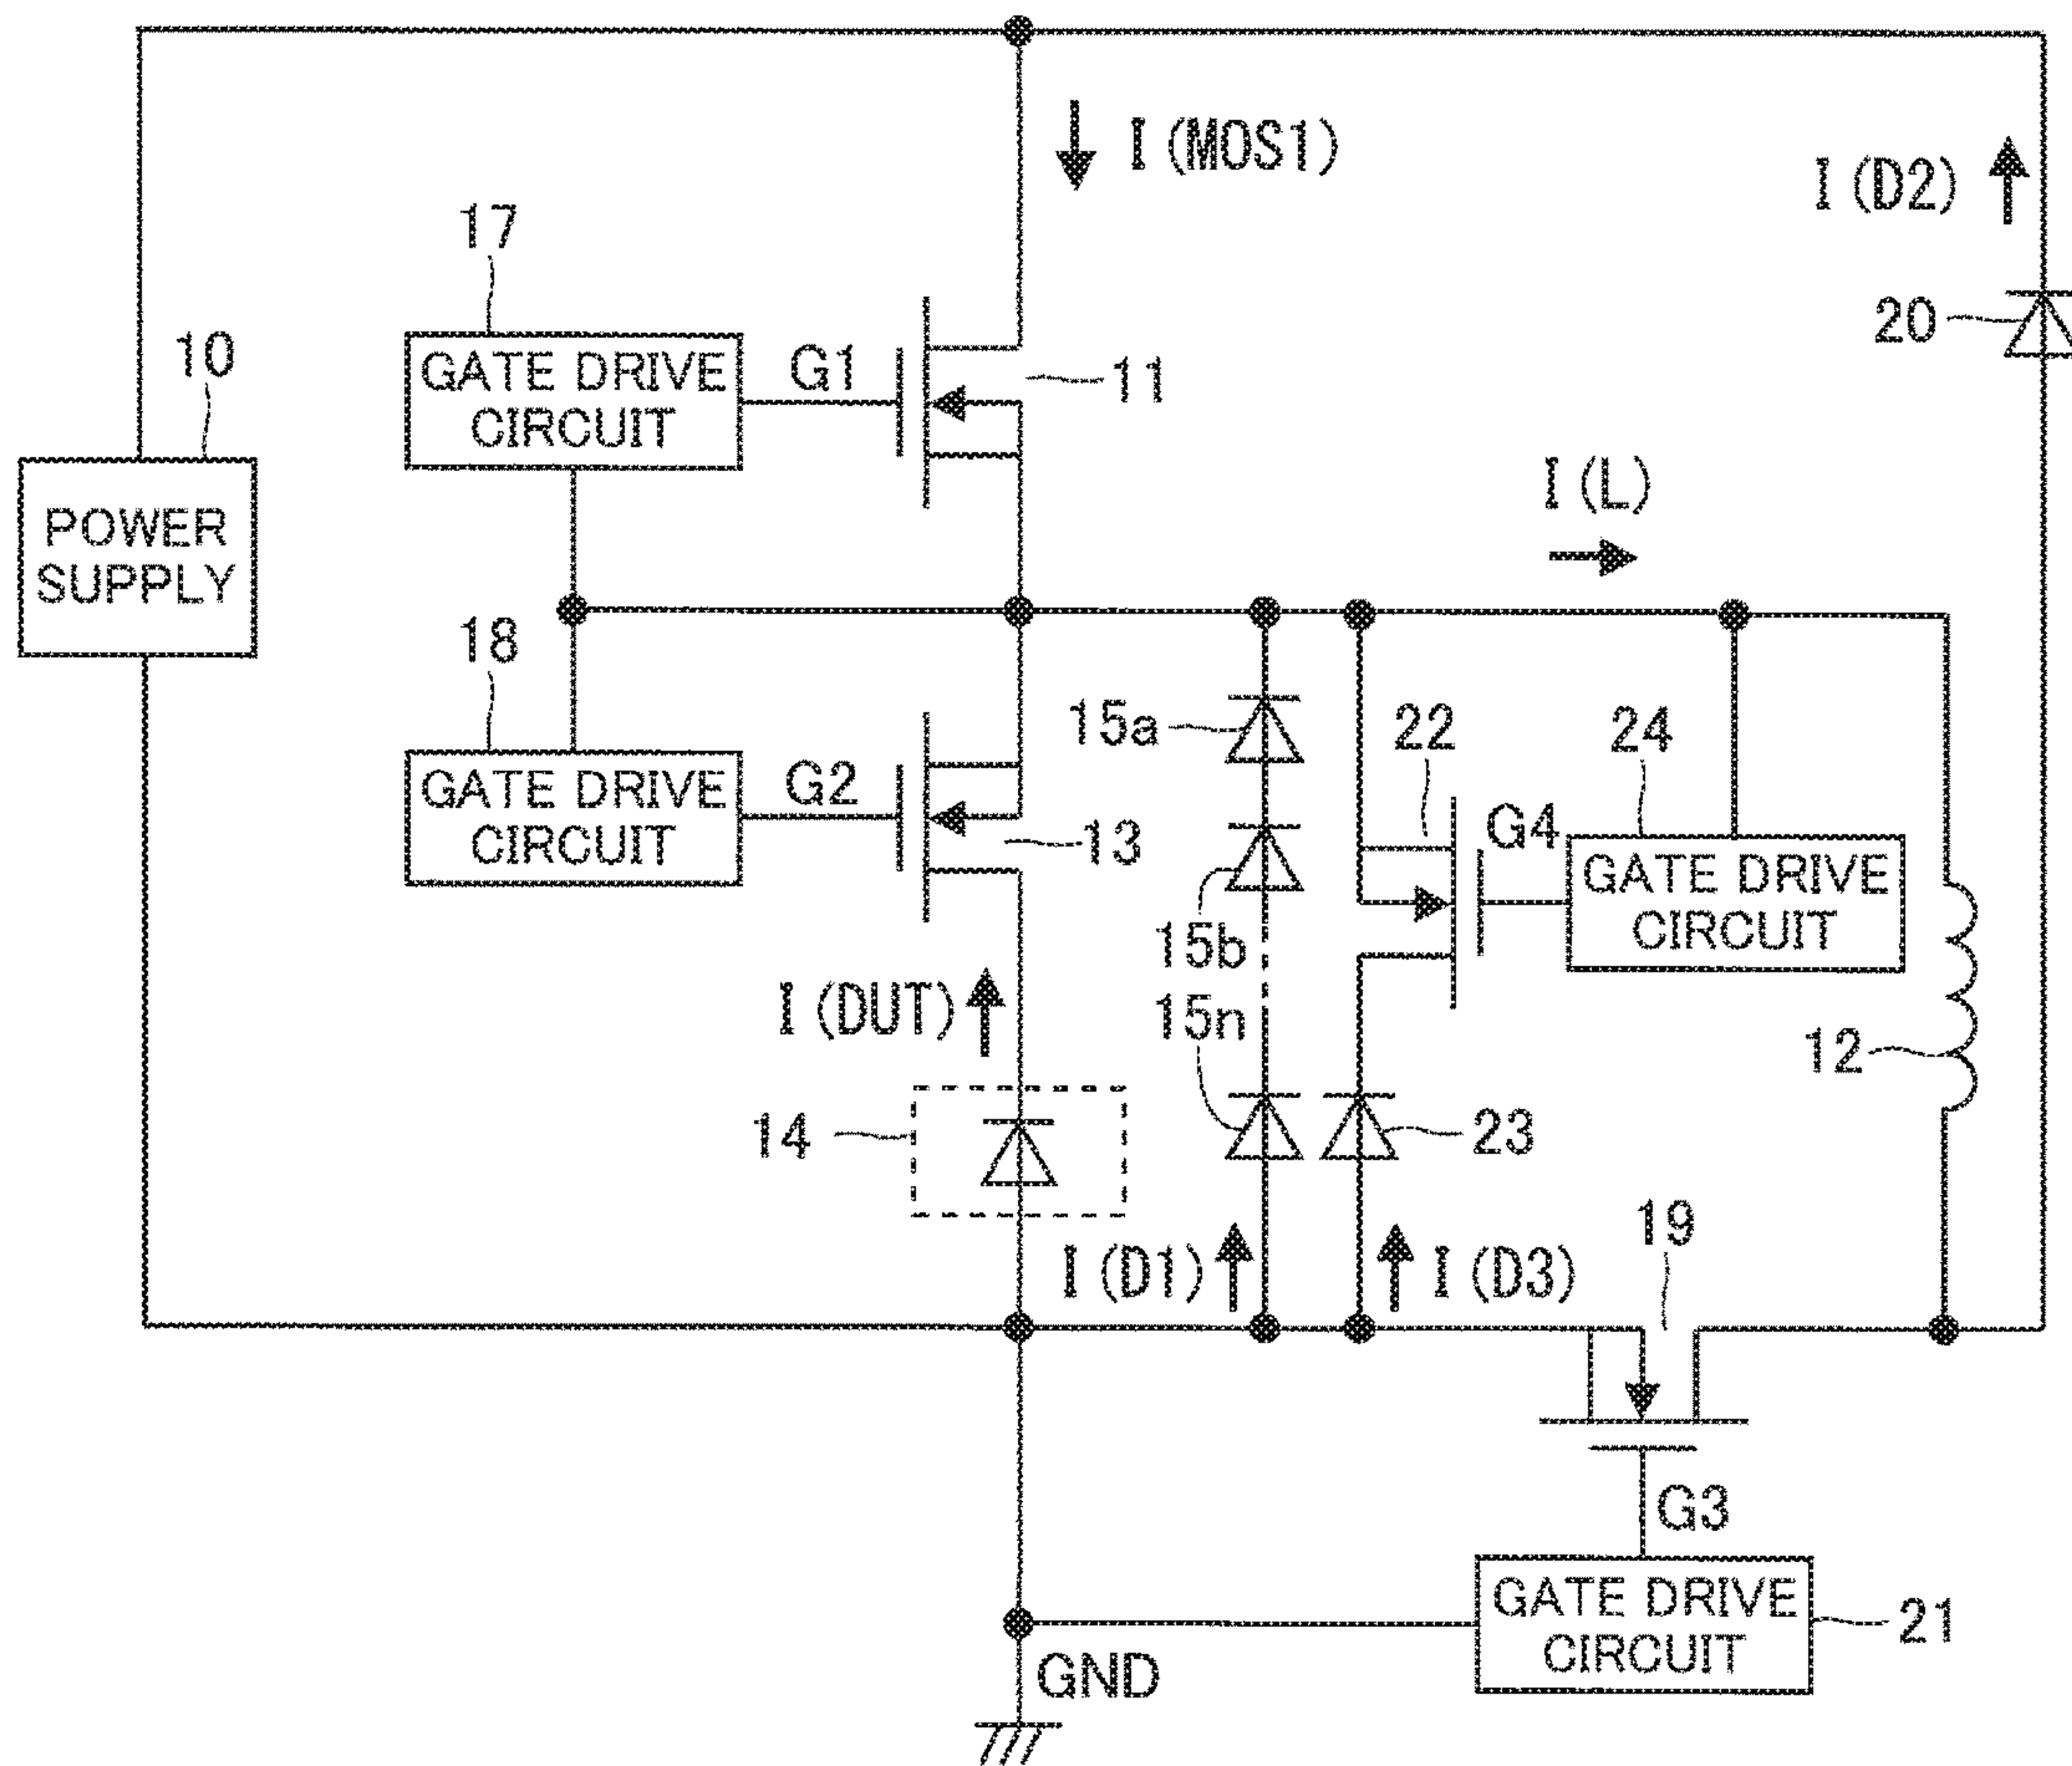 I (MOS1)
I (D2)
17
20
10
GATE DRIVE
CIRCUIT
G1
11
POWER
SUPPLY
I (L)
18
15a
22
24
GATE DRIVE
CIRCUIT
G2
13
G4
GATE DRIVE
CIRCUIT
15b
I (DUT)
15n
12
14
23
19
I (D1)
I (D3)
G3
GATE DRIVE
CIRCUIT
21
GND